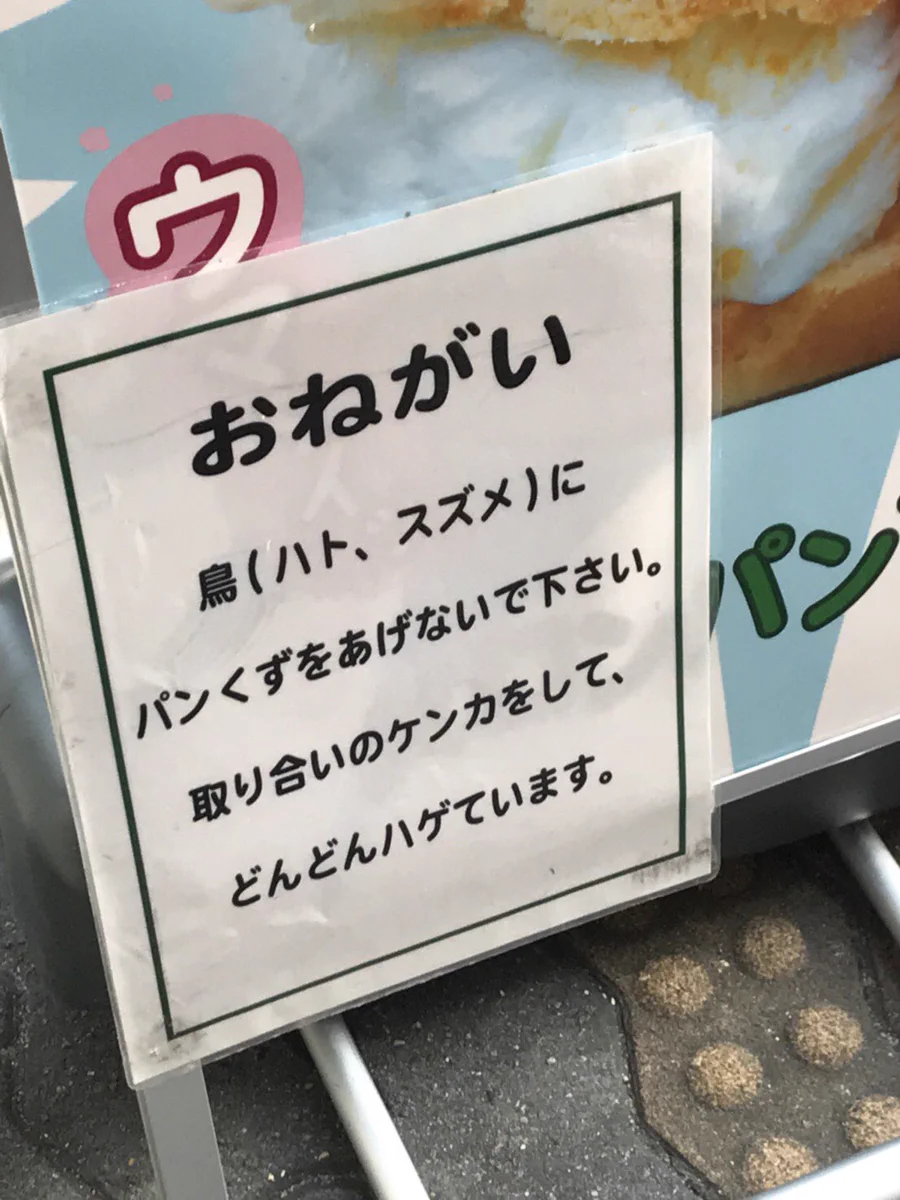 ウ
おねがい
鳥(ハト、スズメ)に
パンくずをあげないで下さい。
取り合いのケンカをして、
どんどんハゲています。
パン